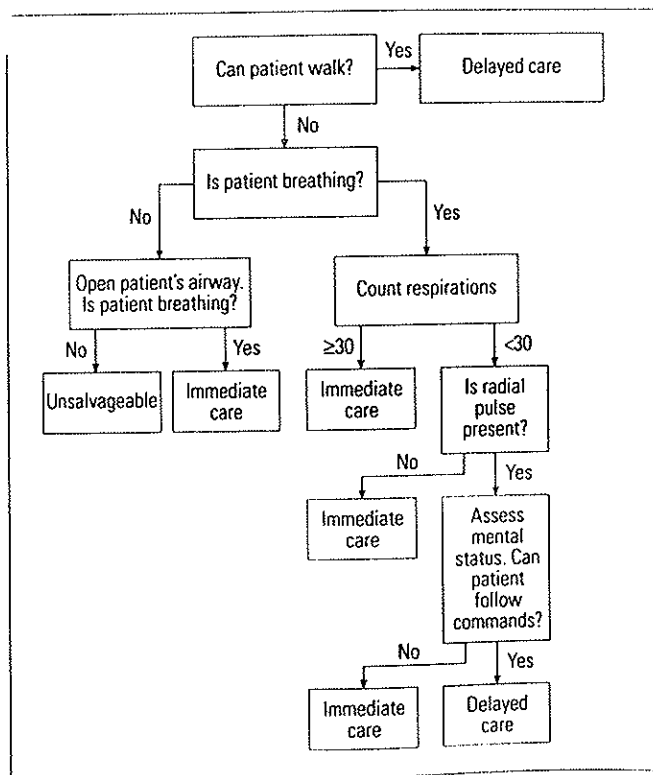 Can patient walk?
Yes
Delayed care
No
Is patient breathing?
No
Yes
Open patient's airway.
Is patient breathing?
Count respirations
No
Yes
≥30
<30
Unsalvageable
Immediate
care
Immediate
care
Is radial
pulse
present?
No
Yes
Immediate
care
Assess
mental
status. Can
patient
follow
commands?
No
Yes
Immediate
care
Delayed
care